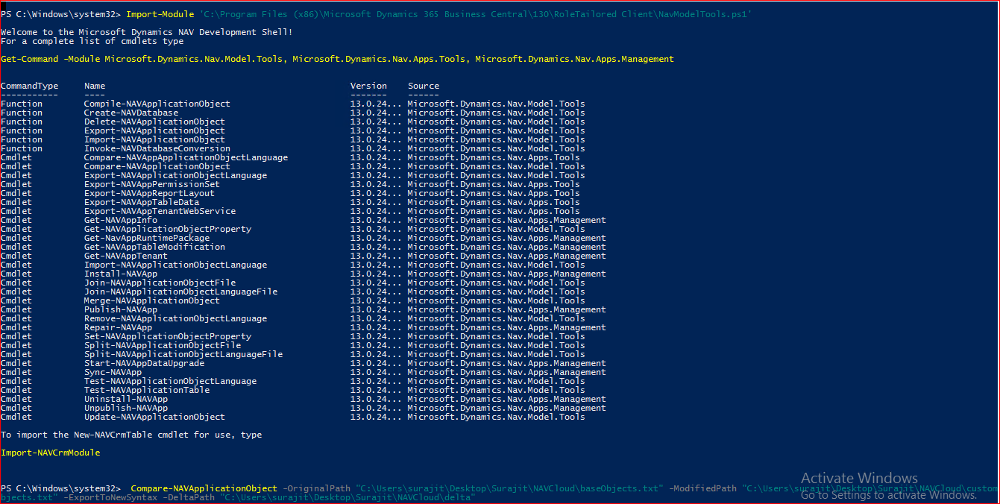 PS C:\Windows\system32> Import-Module 'C:\Program Files (x86)\Microsoft Dynamics 365 Business Central\130\RoleTailored Client\NavModelTools.ps1'
Welcome to the Microsoft Dynamics NAV Development Shell!
For a complete list of cmdlets type
Get-Command -Module Microsoft.Dynamics.Nav.Model.Tools, Microsoft.Dynamics.Nav.Apps.Tools, Microsoft.Dynamics.Nav.Apps.Management
CommandType Name Version Source
----------- ---- ------- ------
Function Compile-NAVApplicationObject 13.0.24... Microsoft.Dynamics.Nav.Model.Tools
Function Create-NAVDatabase 13.0.24... Microsoft.Dynamics.Nav.Model.Tools
Function Delete-NAVApplicationObject 13.0.24... Microsoft.Dynamics.Nav.Model.Tools
Function Export-NAVApplicationObject 13.0.24... Microsoft.Dynamics.Nav.Model.Tools
Function Import-NAVApplicationObject 13.0.24... Microsoft.Dynamics.Nav.Model.Tools
Function Invoke-NAVDatabaseConversion 13.0.24... Microsoft.Dynamics.Nav.Model.Tools
Cmdlet Compare-NAVAppApplicationObjectLanguage 13.0.24... Microsoft.Dynamics.Nav.Apps.Tools
Cmdlet Compare-NAVApplicationObject 13.0.24... Microsoft.Dynamics.Nav.Model.Tools
Cmdlet Export-NAVApplicationObjectLanguage 13.0.24... Microsoft.Dynamics.Nav.Model.Tools
Cmdlet Export-NAVAppPermissionSet 13.0.24... Microsoft.Dynamics.Nav.Apps.Tools
Cmdlet Export-NAVAppReportLayout 13.0.24... Microsoft.Dynamics.Nav.Apps.Tools
Cmdlet Export-NAVAppTableData 13.0.24... Microsoft.Dynamics.Nav.Apps.Tools
Cmdlet Export-NAVAppTenantWebService 13.0.24... Microsoft.Dynamics.Nav.Apps.Tools
Cmdlet Get-NAVAppInfo 13.0.24... Microsoft.Dynamics.Nav.Apps.Management
Cmdlet Get-NAVApplicationObjectProperty 13.0.24... Microsoft.Dynamics.Nav.Model.Tools
Cmdlet Get-NavAppRuntimePackage 13.0.24... Microsoft.Dynamics.Nav.Apps.Management
Cmdlet Get-NAVAppTableModification 13.0.24... Microsoft.Dynamics.Nav.Apps.Management
Cmdlet Get-NAVAppTenant 13.0.24... Microsoft.Dynamics.Nav.Apps.Management
Cmdlet Import-NAVApplicationObjectLanguage 13.0.24... Microsoft.Dynamics.Nav.Model.Tools
Cmdlet Install-NAVApp 13.0.24... Microsoft.Dynamics.Nav.Apps.Management
Cmdlet Join-NAVApplicationObjectFile 13.0.24... Microsoft.Dynamics.Nav.Model.Tools
Cmdlet Join-NAVApplicationObjectLanguageFile 13.0.24... Microsoft.Dynamics.Nav.Model.Tools
Cmdlet Merge-NAVApplicationObject 13.0.24... Microsoft.Dynamics.Nav.Model.Tools
Cmdlet Publish-NAVApp 13.0.24... Microsoft.Dynamics.Nav.Apps.Management
Cmdlet Remove-NAVApplicationObjectLanguage 13.0.24... Microsoft.Dynamics.Nav.Model.Tools
Cmdlet Repair-NAVApp 13.0.24... Microsoft.Dynamics.Nav.Apps.Management
Cmdlet Set-NAVApplicationObjectProperty 13.0.24... Microsoft.Dynamics.Nav.Model.Tools
Cmdlet Split-NAVApplicationObjectFile 13.0.24... Microsoft.Dynamics.Nav.Model.Tools
Cmdlet Split-NAVApplicationObjectLanguageFile 13.0.24... Microsoft.Dynamics.Nav.Model.Tools
Cmdlet Start-NAVAppDataUpgrade 13.0.24... Microsoft.Dynamics.Nav.Apps.Management
Cmdlet Sync-NAVApp 13.0.24... Microsoft.Dynamics.Nav.Apps.Management
Cmdlet Test-NAVApplicationObjectLanguage 13.0.24... Microsoft.Dynamics.Nav.Model.Tools
Cmdlet Test-NAVApplicationTable 13.0.24... Microsoft.Dynamics.Nav.Model.Tools
Cmdlet Uninstall-NAVApp 13.0.24... Microsoft.Dynamics.Nav.Apps.Management
Cmdlet Unpublish-NAVApp 13.0.24... Microsoft.Dynamics.Nav.Apps.Management
Cmdlet Update-NAVApplicationObject 13.0.24... Microsoft.Dynamics.Nav.Model.Tools
To import the New-NAVCrmTable cmdlet for use, type
Import-NAVCrmModule
PS C:\Windows\system32> Compare-NAVApplicationObject -OriginalPath "C:\Users\surajit\Desktop\Surajit\NAVCloud\baseObjects.txt" -ModifiedPath "C:\Users\surajit\Desktop\Surajit\NAVCloud\custom
bjects.txt" -ExportToNewSyntax -DeltaPath "C:\Users\surajit\Desktop\Surajit\NAVCloud\delta"
Activate Windows
Go to Settings to activate Windows.